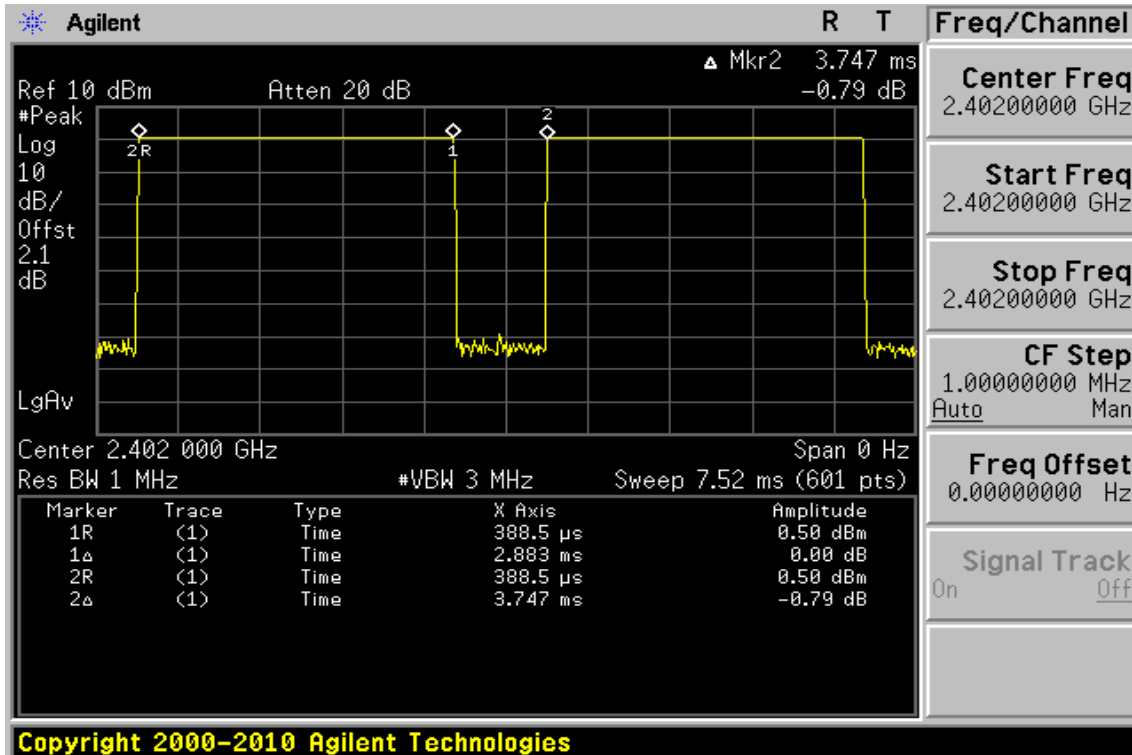 Agilent R T
Δ Mkr2 3.747 ms
Ref 10 dBm Atten 20 dB -0.79 dB
#Peak
Log
10
dB/
Offst
2.1
dB
LgAv
2R 1 2
Center 2.402 000 GHz Span 0 Hz
Res BW 1 MHz #VBW 3 MHz Sweep 7.52 ms (601 pts)
Marker Trace Type X Axis Amplitude
1R (1) Time 388.5 µs 0.50 dBm
1Δ (1) Time 2.883 ms 0.00 dB
2R (1) Time 388.5 µs 0.50 dBm
2Δ (1) Time 3.747 ms -0.79 dB
Freq/Channel
Center Freq
2.40200000 GHz
Start Freq
2.40200000 GHz
Stop Freq
2.40200000 GHz
CF Step
1.00000000 MHz
Auto Man
Freq Offset
0.00000000 Hz
Signal Track
On Off
Copyright 2000-2010 Agilent Technologies